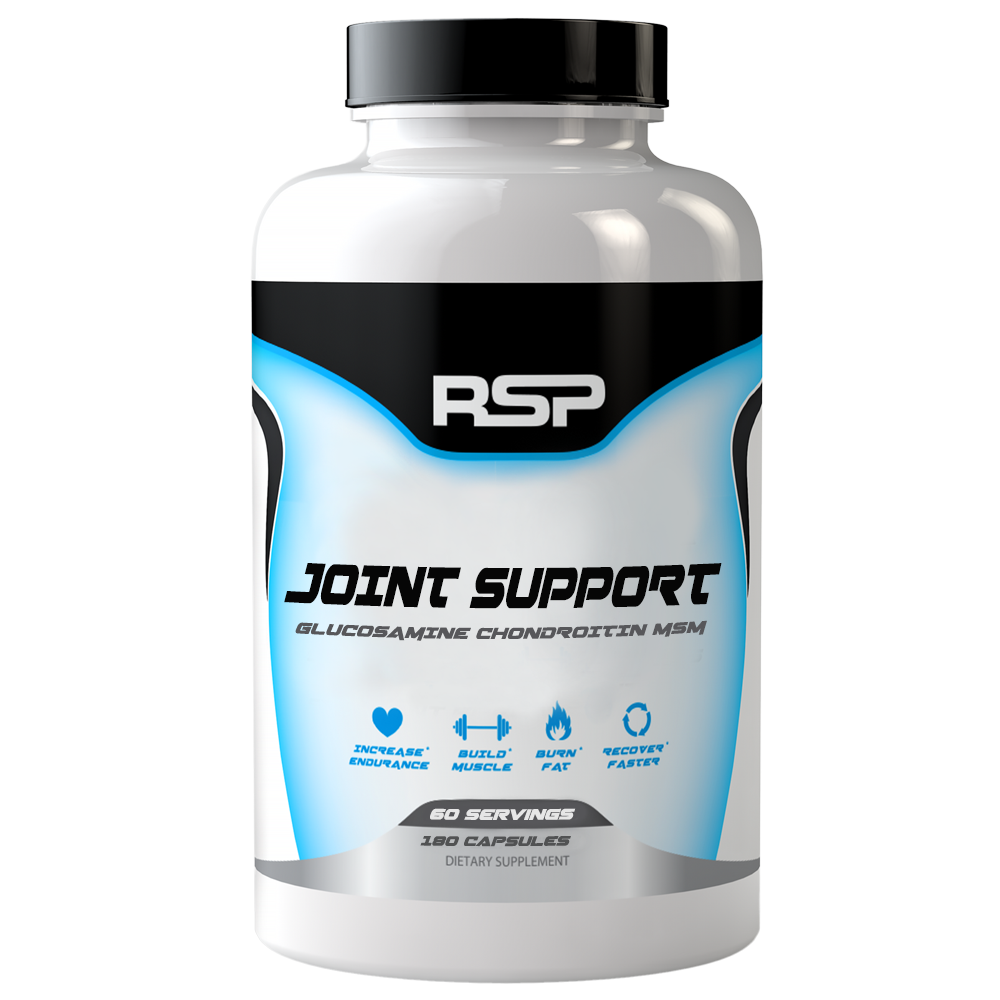 RSP
JOINT SUPPORT
GLUCOSAMINE CHONDROITIN MSM
INCREASE*
ENDURANCE
BUILD*
MUSCLE
BURN*
FAT
RECOVER*
FASTER
60 SERVINGS
180 CAPSULES
DIETARY SUPPLEMENT